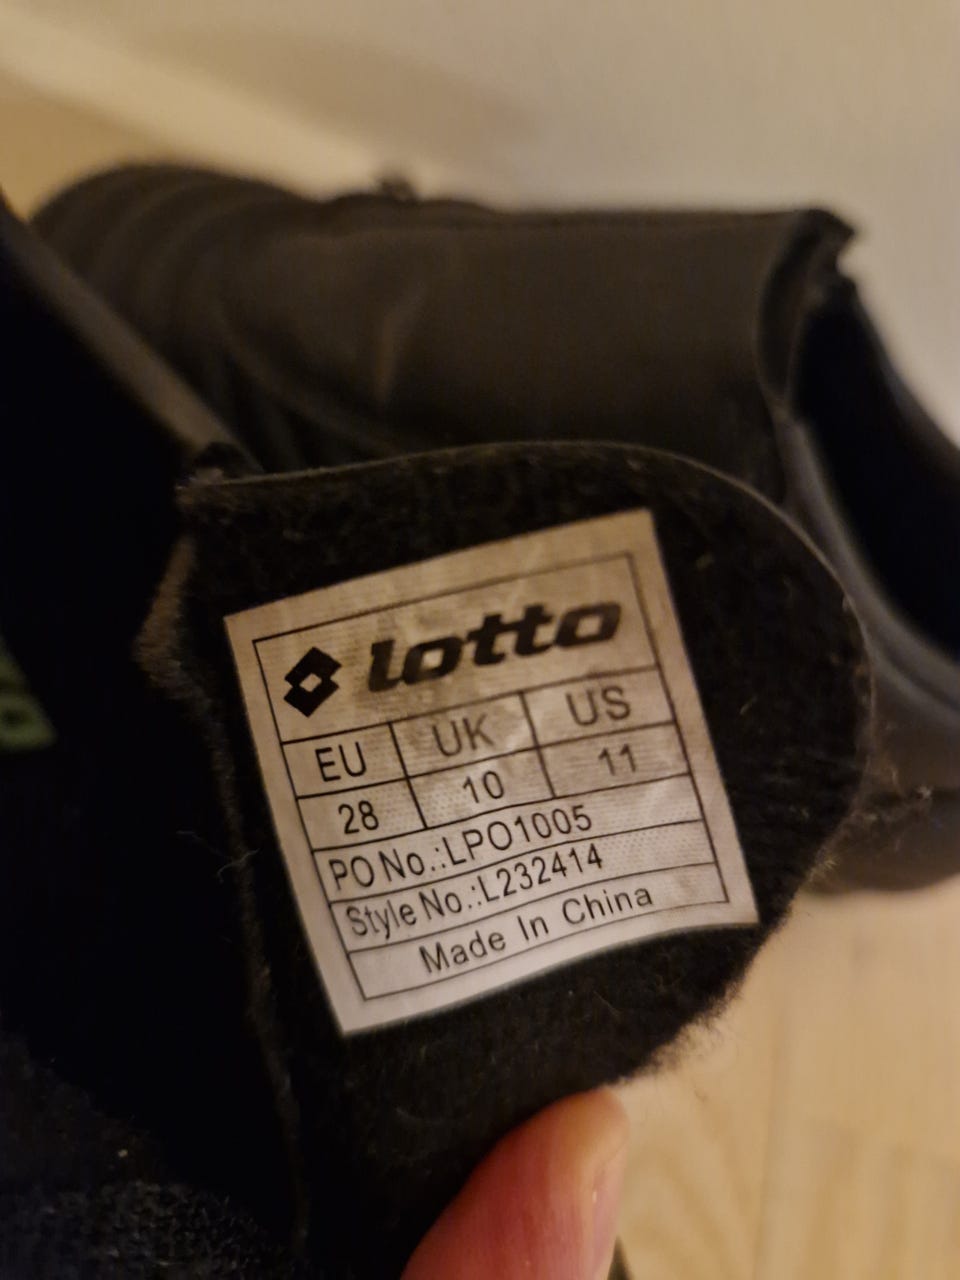 lotto
EU UK US
28 10 11
PO No.:LPO1005
Style No.:L232414
Made In China